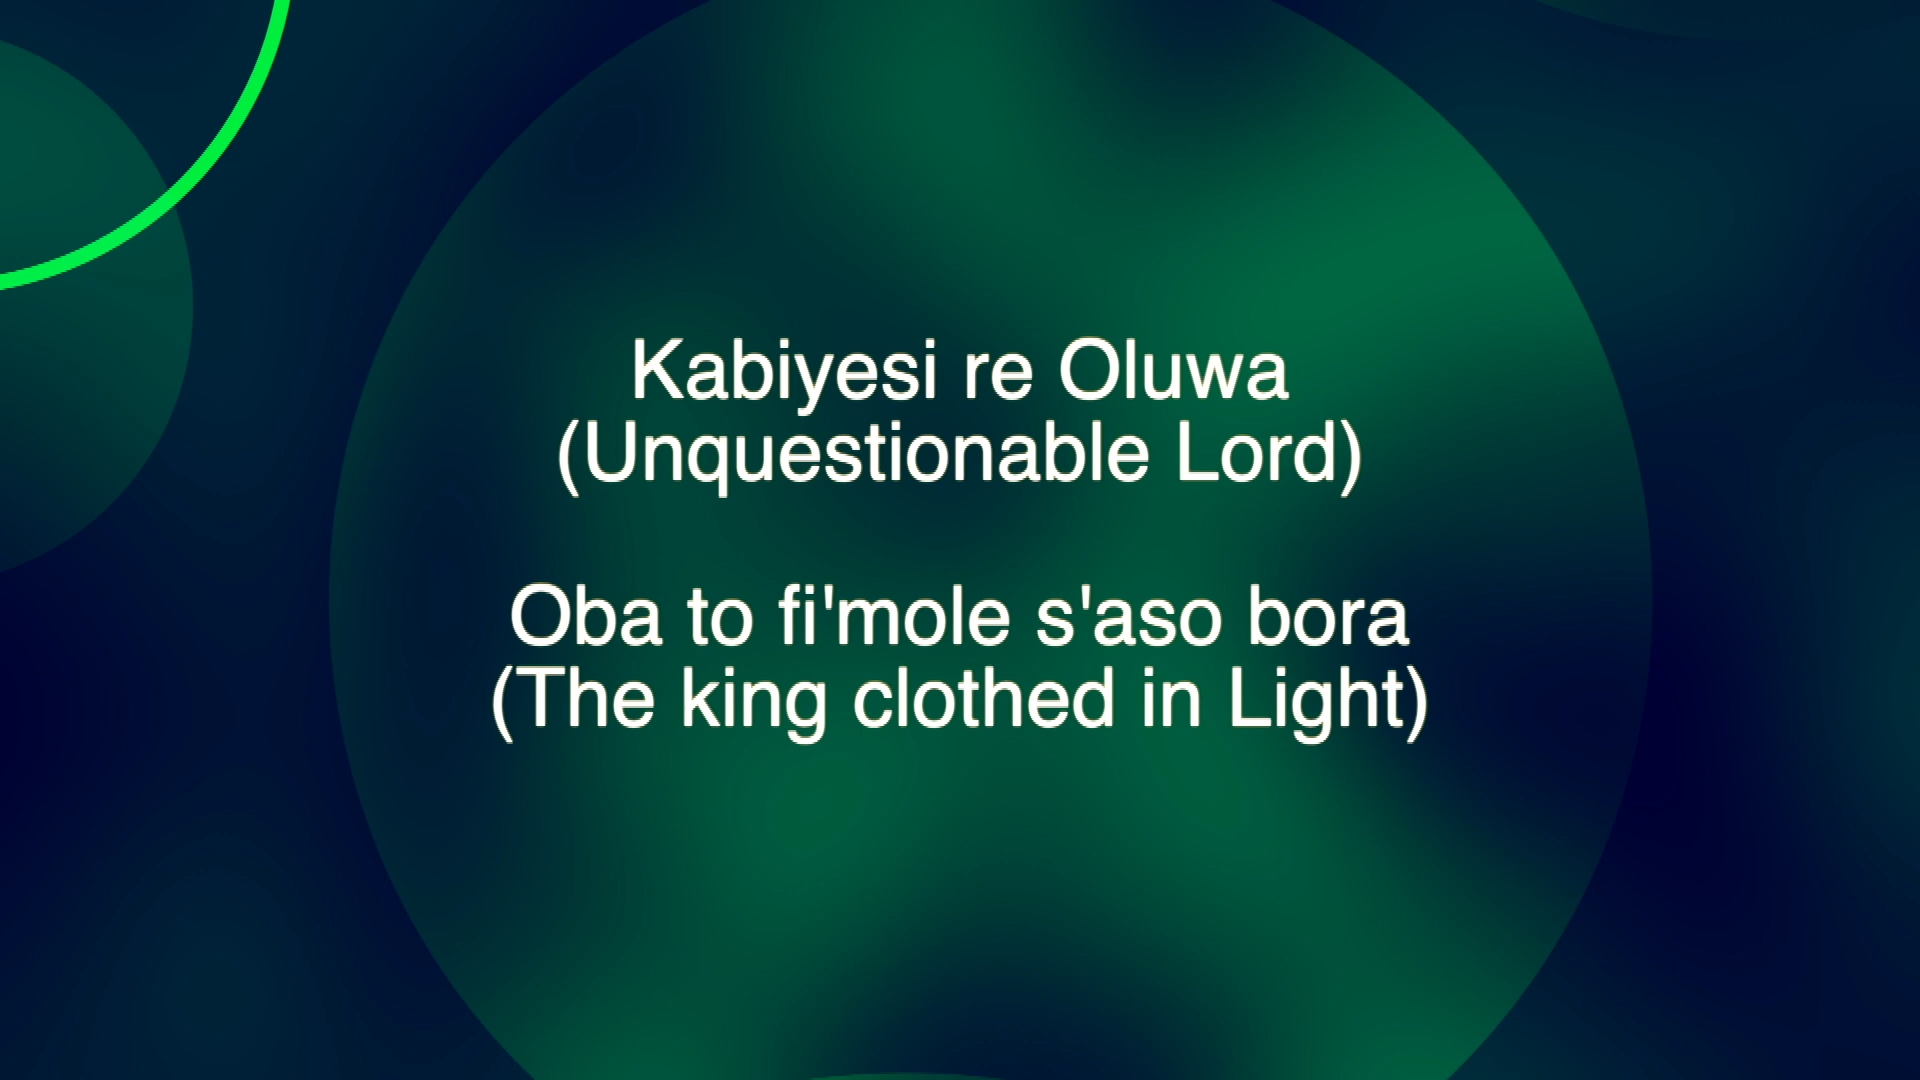 Kabiyesi re Oluwa
(Unquestionable Lord)
Oba to fi'mole s'aso bora
(The king clothed in Light)